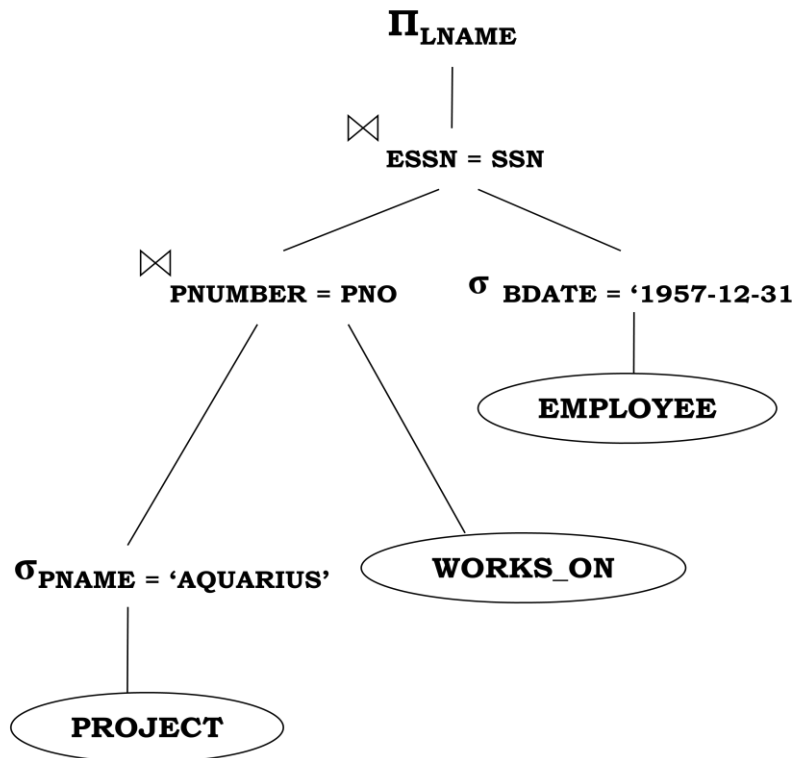 Π LNAME
⋈ ESSN = SSN
⋈ PNUMBER = PNO
σ BDATE = ‘1957-12-31
EMPLOYEE
σ PNAME = ‘AQUARIUS’
WORKS_ON
PROJECT